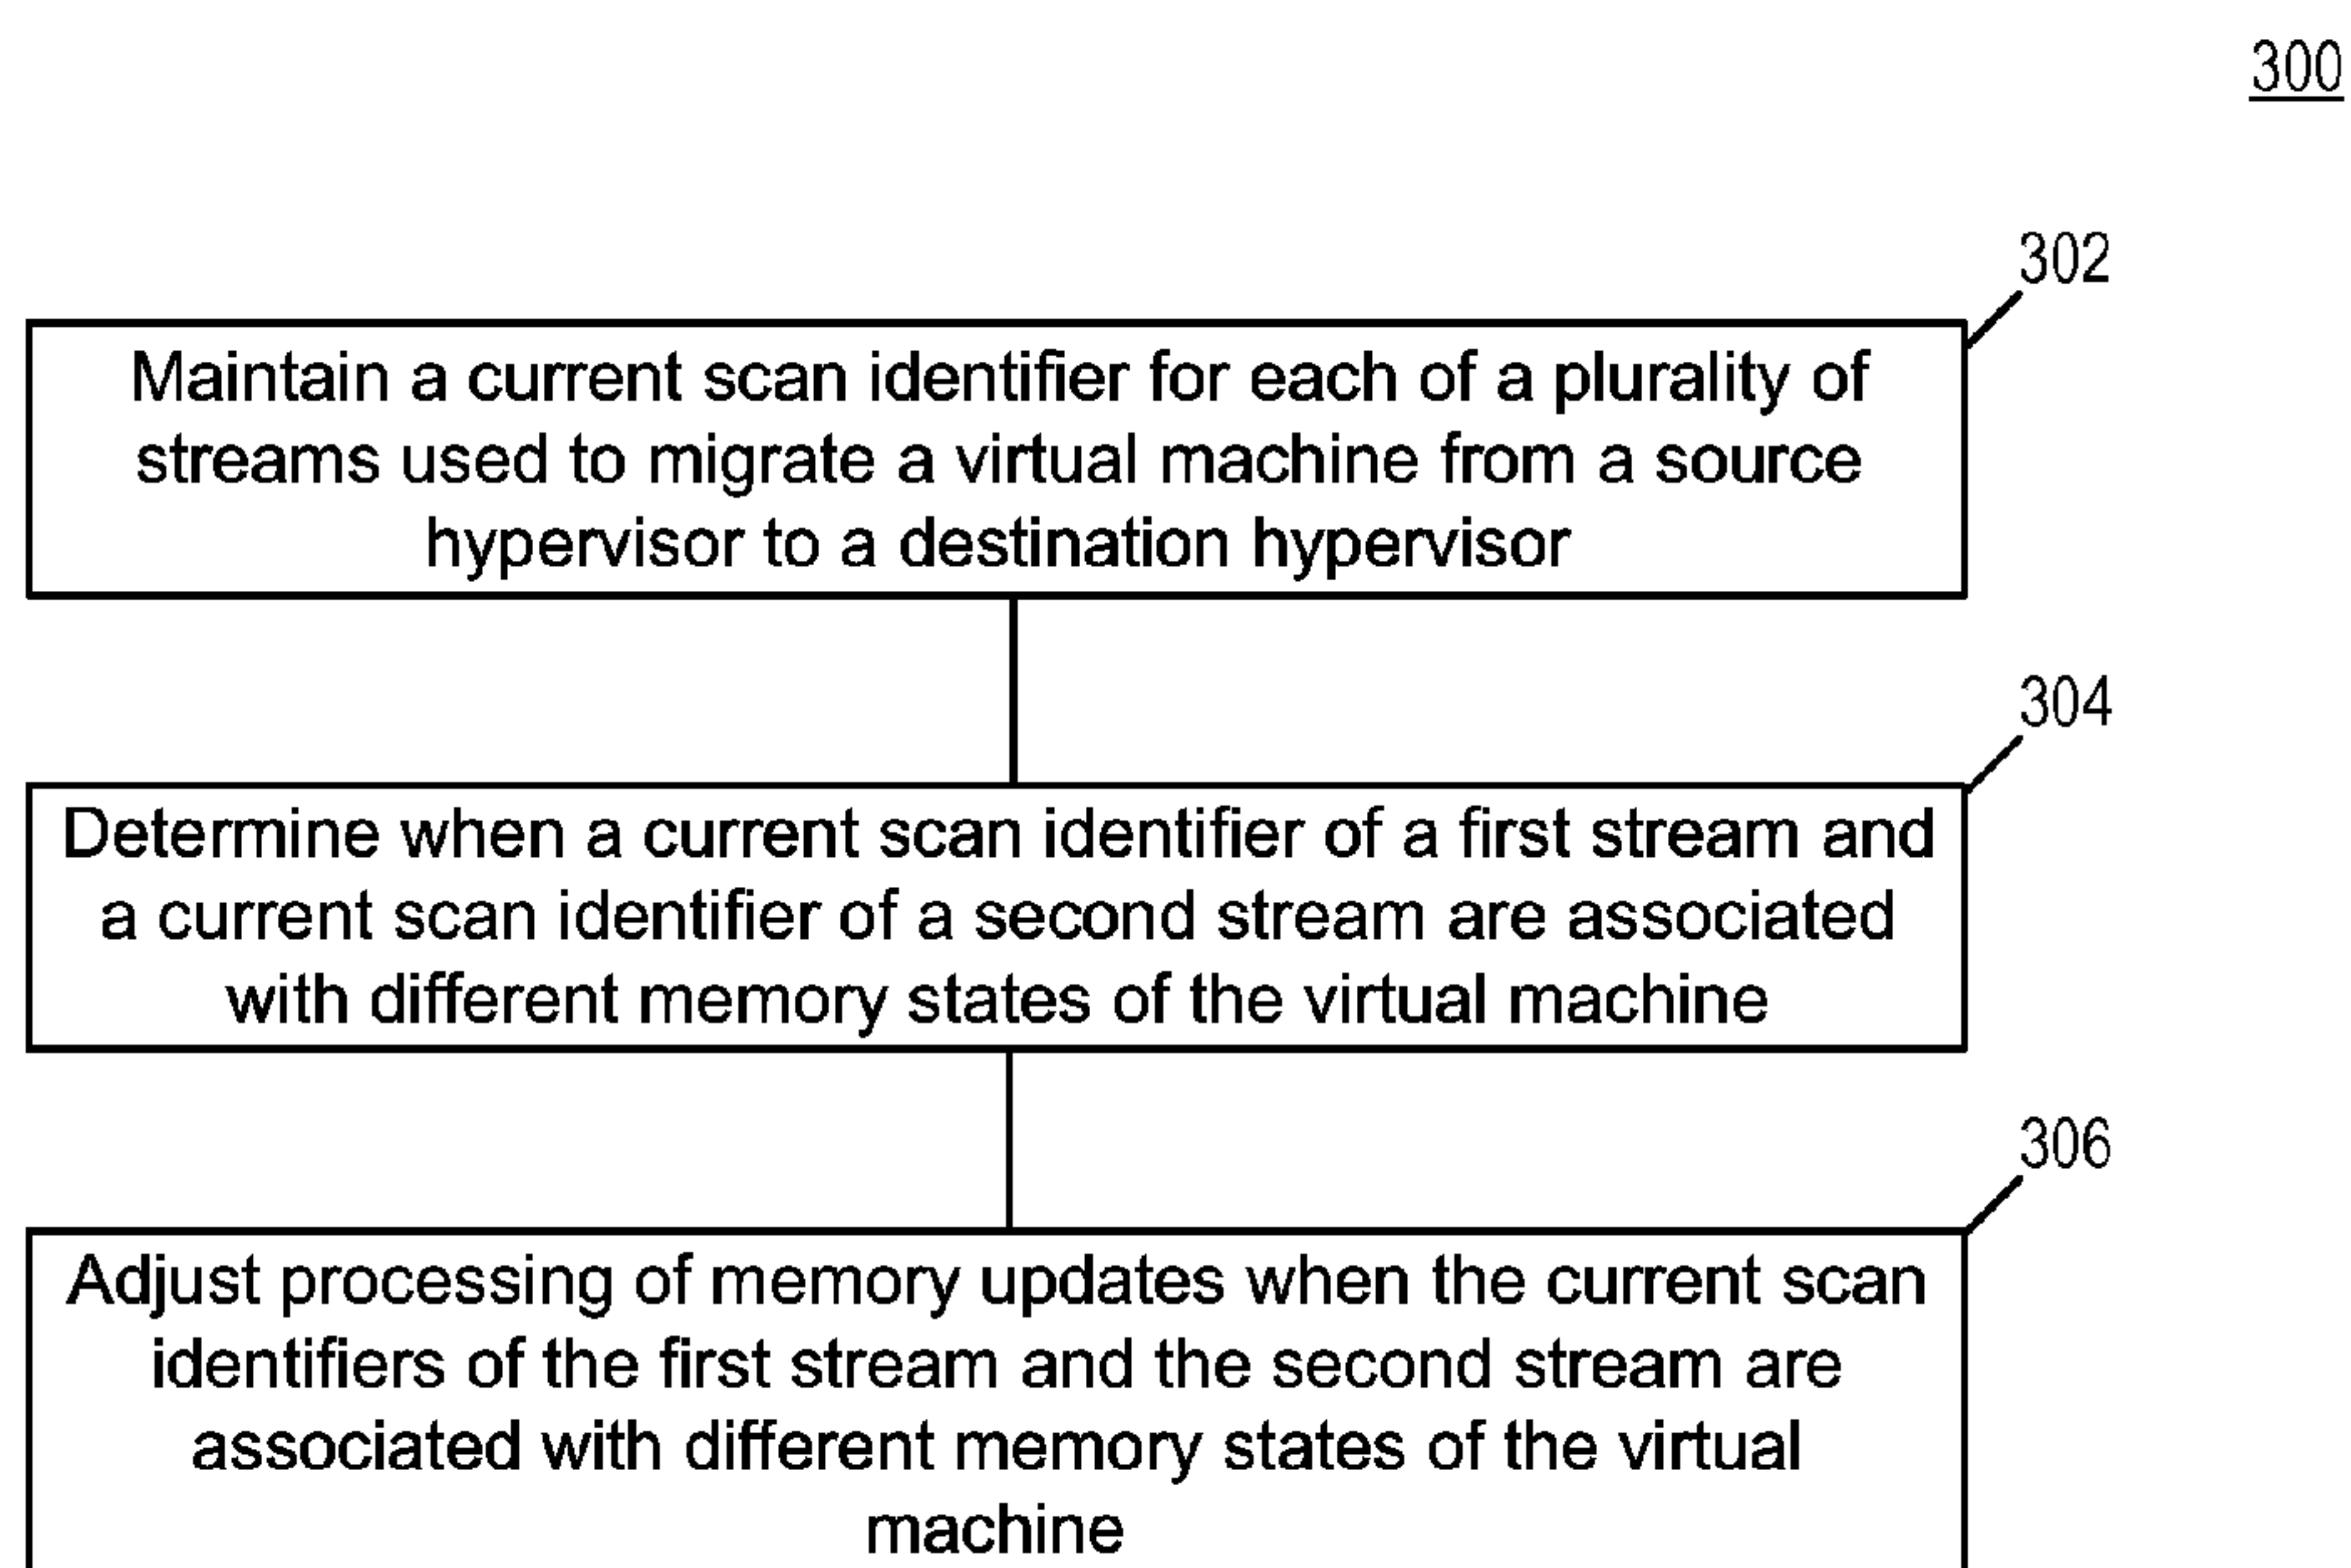 300
302
Maintain a current scan identifier for each of a plurality of
streams used to migrate a virtual machine from a source
hypervisor to a destination hypervisor
304
Determine when a current scan identifier of a first stream and
a current scan identifier of a second stream are associated
with different memory states of the virtual machine
306
Adjust processing of memory updates when the current scan
identifiers of the first stream and the second stream are
associated with different memory states of the virtual
machine